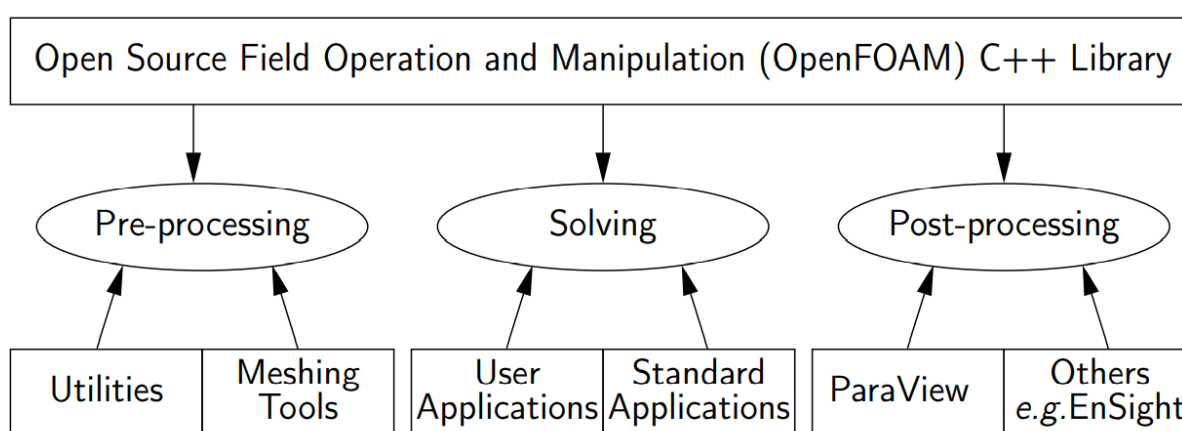 Open Source Field Operation and Manipulation (OpenFOAM) C++ Library
Pre-processing
Solving
Post-processing
Utilities
Meshing
Tools
User
Applications
Standard
Applications
ParaView
Others
e.g.EnSight